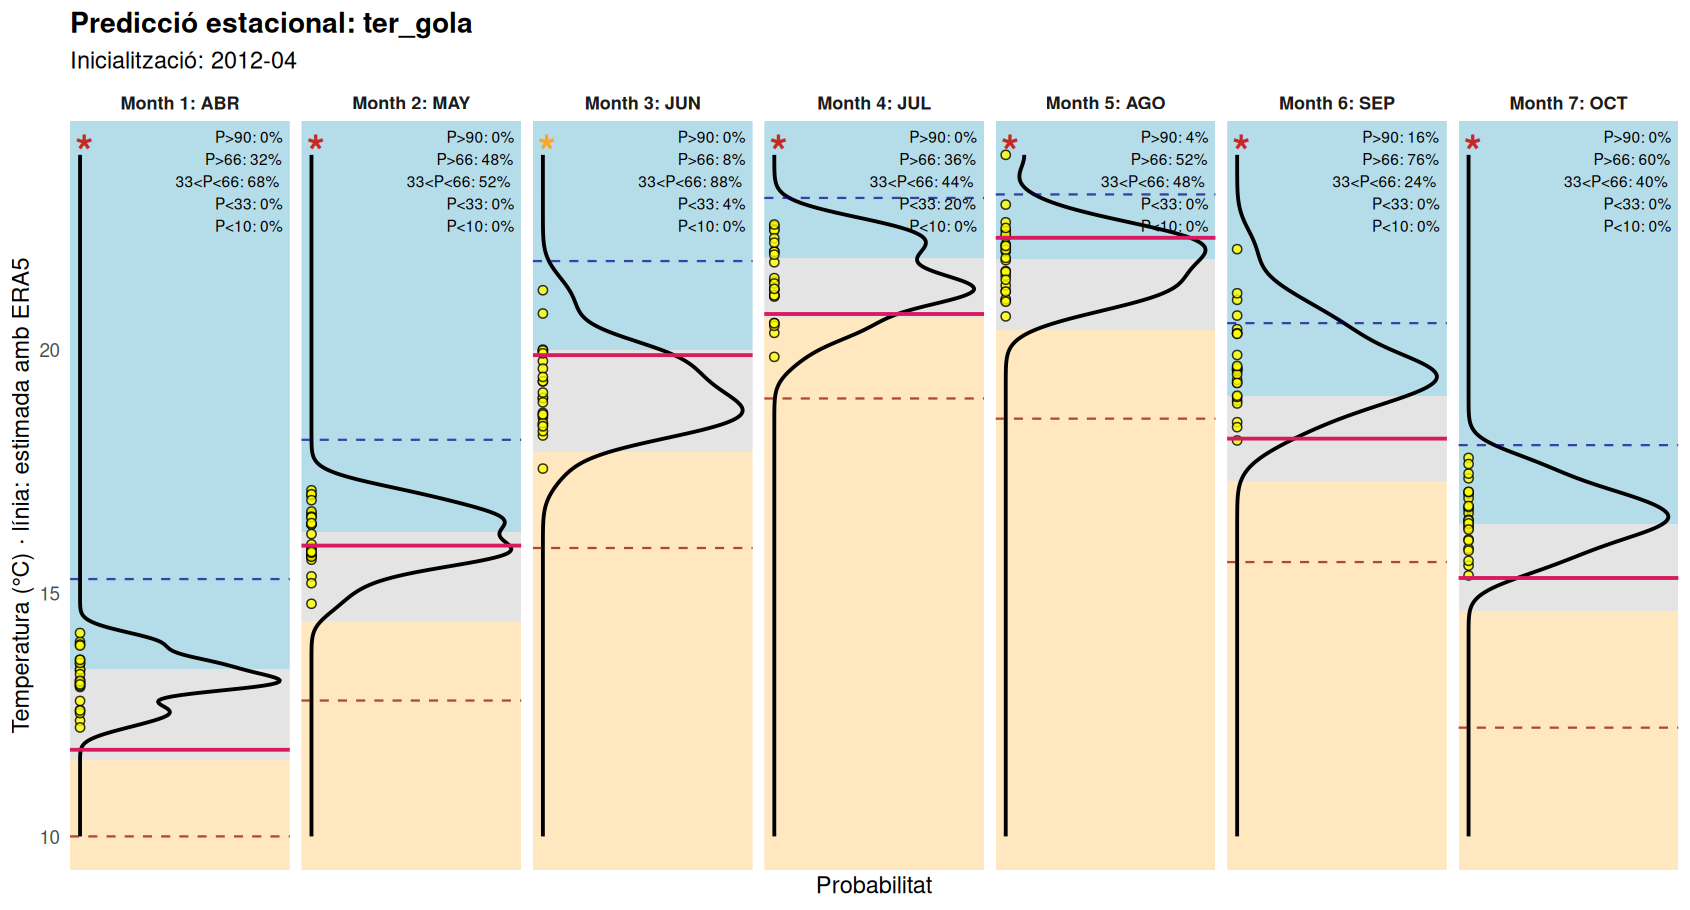 Predicció estacional: ter_gola
Inicialització: 2012-04
Month 1: ABR
Month 2: MAY
Month 3: JUN
Month 4: JUL
Month 5: AGO
Month 6: SEP
Month 7: OCT
*
P>90: 0%
P>66: 32%
33<P<66: 68%
P<33: 0%
P<10: 0%
*
P>90: 0%
P>66: 48%
33<P<66: 52%
P<33: 0%
P<10: 0%
*
P>90: 0%
P>66: 8%
33<P<66: 88%
P<33: 4%
P<10: 0%
*
P>90: 0%
P>66: 36%
33<P<66: 44%
P<33: 20%
P<10: 0%
*
P>90: 4%
P>66: 52%
33<P<66: 48%
P<33: 0%
P<10: 0%
*
P>90: 16%
P>66: 76%
33<P<66: 24%
P<33: 0%
P<10: 0%
*
P>90: 0%
P>66: 60%
33<P<66: 40%
P<33: 0%
P<10: 0%
Temperatura (°C) · línia: estimada amb ERA5
20
15
10
Probabilitat